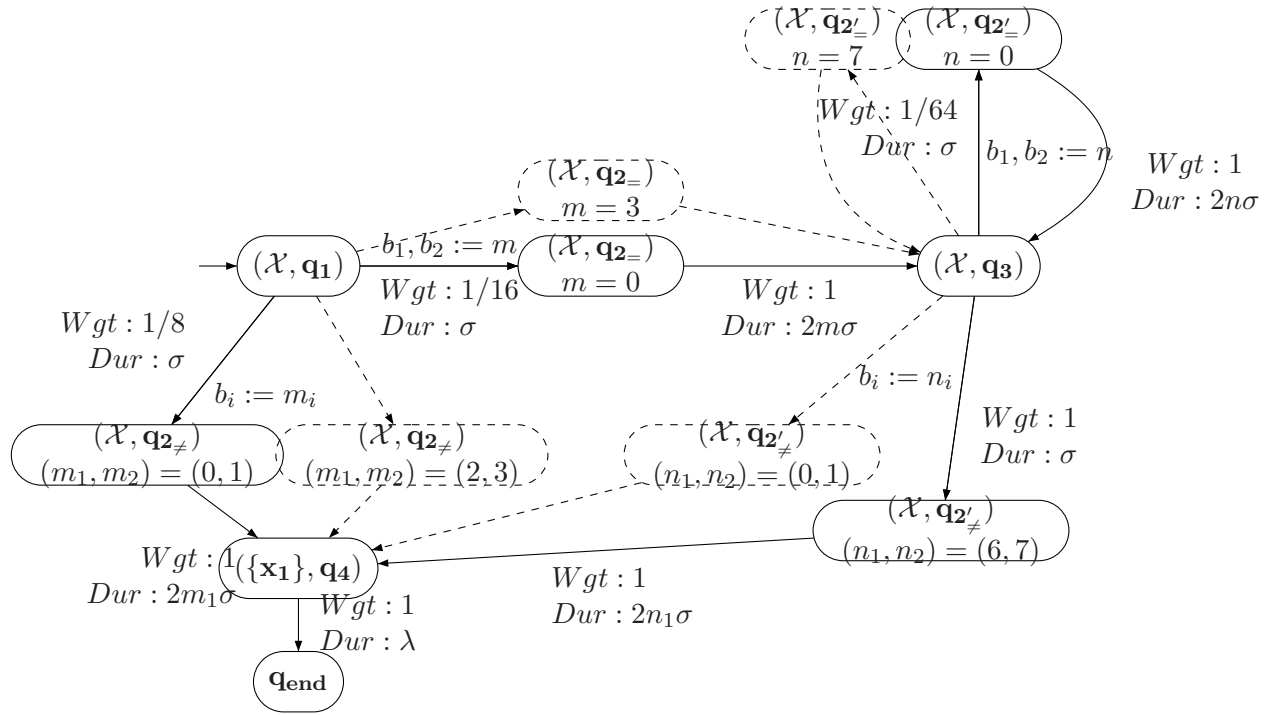 (𝒳, q₂′₌)
n = 7
(𝒳, q₂′₌)
n = 0
Wgt : 1/64
Dur : σ
b₁, b₂ := n
Wgt : 1
Dur : 2nσ
(𝒳, q₂₌)
m = 3
(𝒳, q₁)
b₁, b₂ := m
(𝒳, q₂₌)
m = 0
(𝒳, q₃)
Wgt : 1/16
Dur : σ
Wgt : 1
Dur : 2mσ
Wgt : 1/8
Dur : σ
b_i := m_i
b_i := n_i
Wgt : 1
Dur : σ
(𝒳, q₂≠)
(m₁, m₂) = (0, 1)
(𝒳, q₂≠)
(m₁, m₂) = (2, 3)
(𝒳, q₂′≠)
(n₁, n₂) = (0, 1)
(𝒳, q₂′≠)
(n₁, n₂) = (6, 7)
Wgt : 1
Dur : 2m₁σ
({x₁}, q₄)
Wgt : 1
Dur : 2n₁σ
Wgt : 1
Dur : λ
q_end